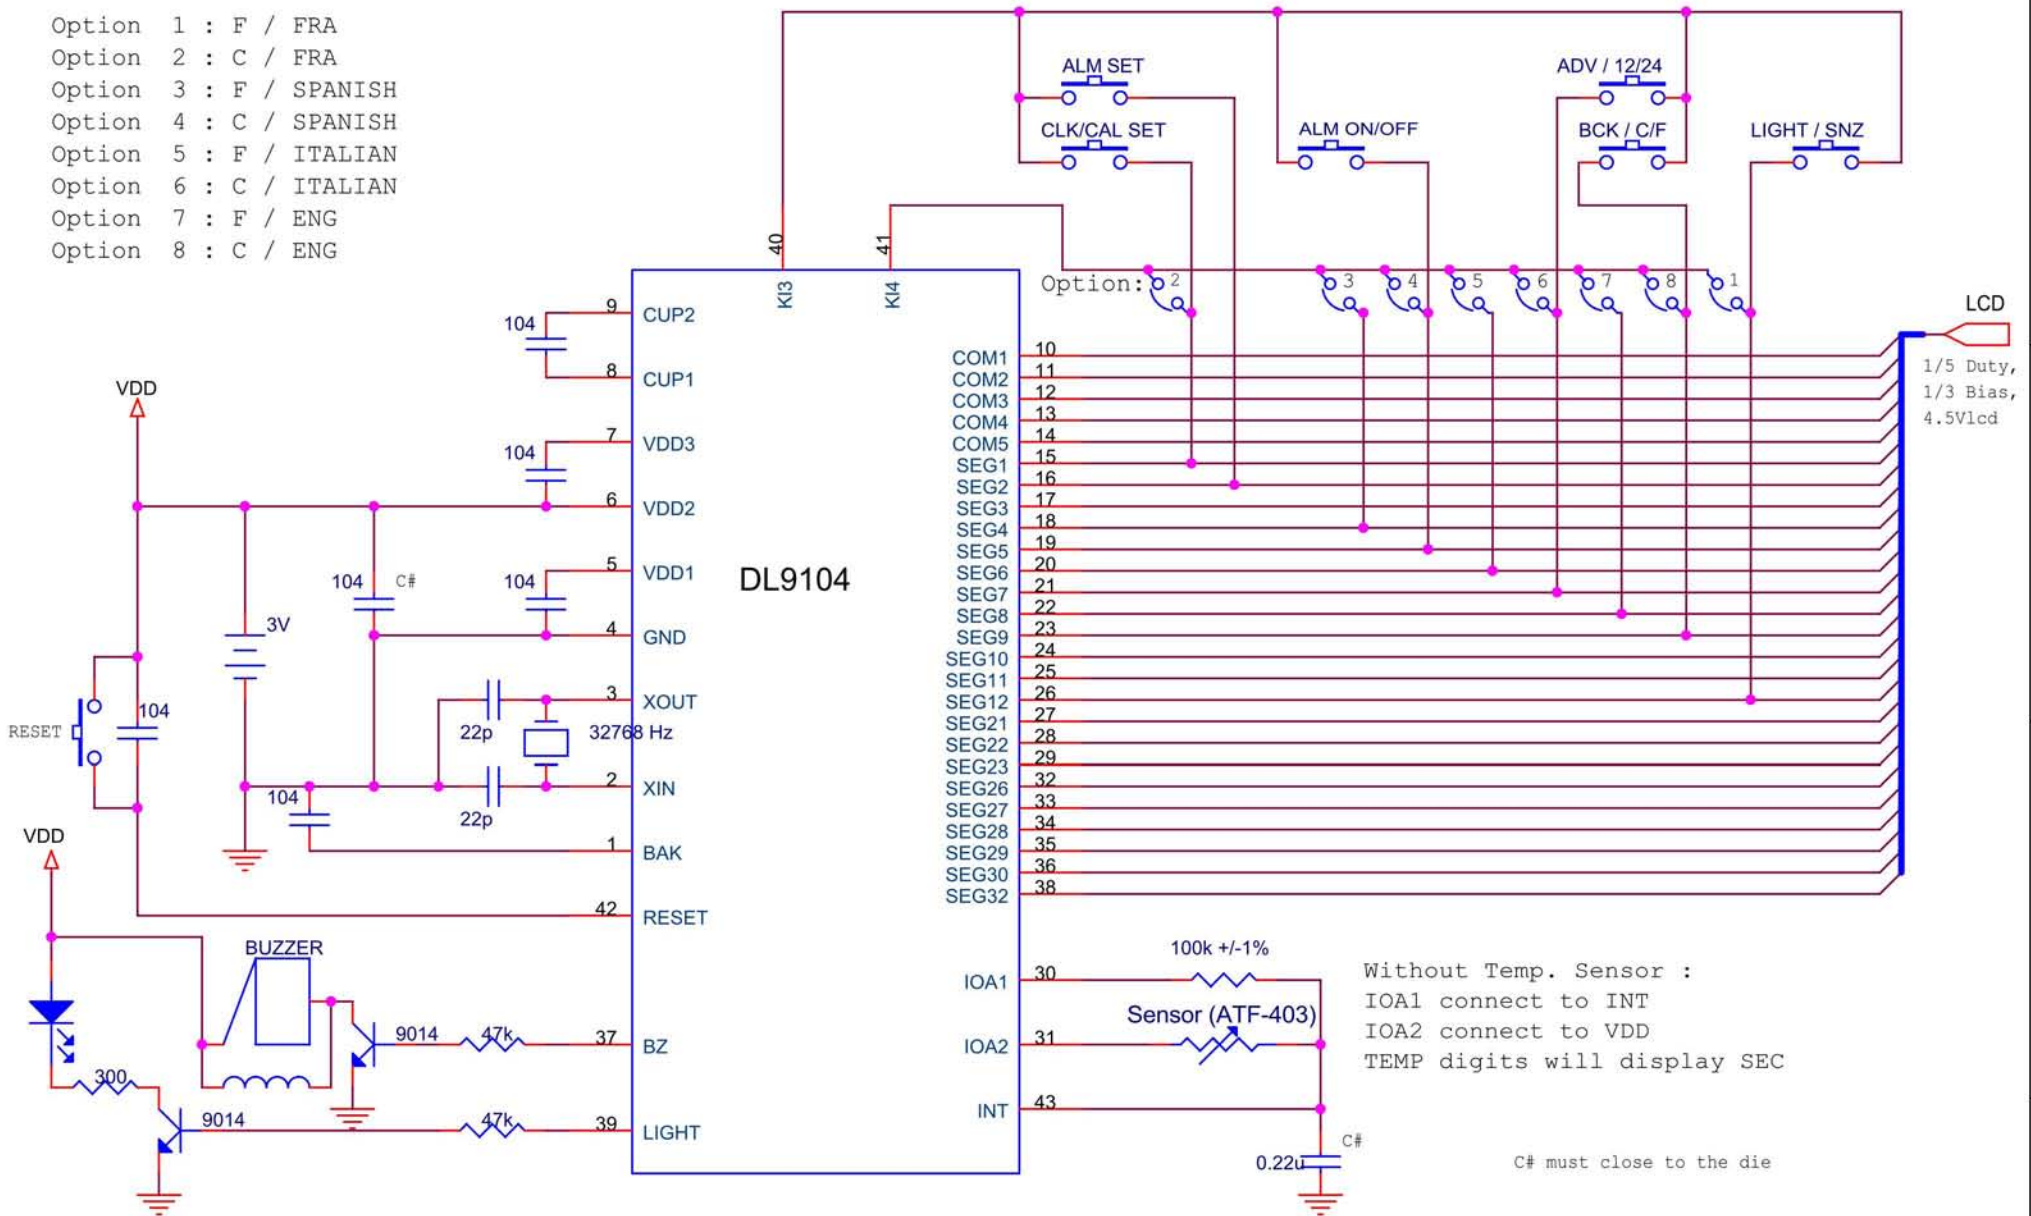 Option 1 : F / FRA
Option 2 : C / FRA
Option 3 : F / SPANISH
Option 4 : C / SPANISH
Option 5 : F / ITALIAN
Option 6 : C / ITALIAN
Option 7 : F / ENG
Option 8 : C / ENG
ALM SET
CLK/CAL SET
ALM ON/OFF
ADV / 12/24
BCK / C/F
LIGHT / SNZ
40
41
KI3
KI4
Option:
2
3
4
5
6
7
8
1
LCD
1/5 Duty,
1/3 Bias,
4.5Vlcd
DL9104
104
9 CUP2
8 CUP1
104
7 VDD3
6 VDD2
104
5 VDD1
4 GND
3 XOUT
2 XIN
1 BAK
42 RESET
37 BZ
39 LIGHT
VDD
3V
104 C#
22p
32768 Hz
22p
104
RESET
104
VDD
BUZZER
9014
47k
300
9014
47k
COM1 10
COM2 11
COM3 12
COM4 13
COM5 14
SEG1 15
SEG2 16
SEG3 17
SEG4 18
SEG5 19
SEG6 20
SEG7 21
SEG8 22
SEG9 23
SEG10 24
SEG11 25
SEG12 26
SEG21 27
SEG22 28
SEG23 29
SEG26 32
SEG27 33
SEG28 34
SEG29 35
SEG30 36
SEG32 38
IOA1 30
100k +/-1%
IOA2 31
Sensor (ATF-403)
INT 43
C#
0.22u
Without Temp. Sensor :
IOA1 connect to INT
IOA2 connect to VDD
TEMP digits will display SEC
C# must close to the die